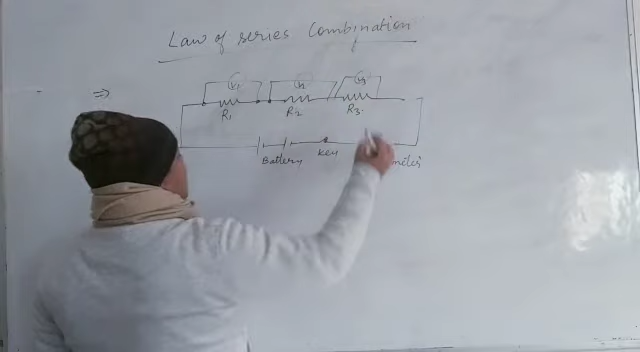 Law of series Combination
⇒
V1 V2 V3
R1 R2 R3
Battery key